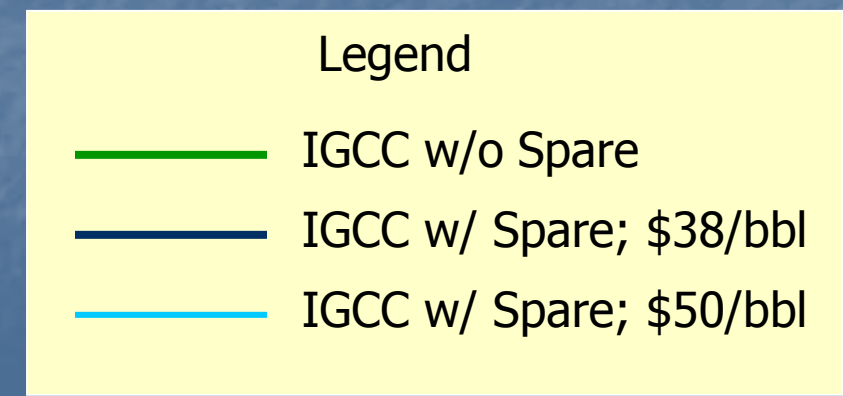 Legend
IGCC w/o Spare
IGCC w/ Spare; $38/bbl
IGCC w/ Spare; $50/bbl